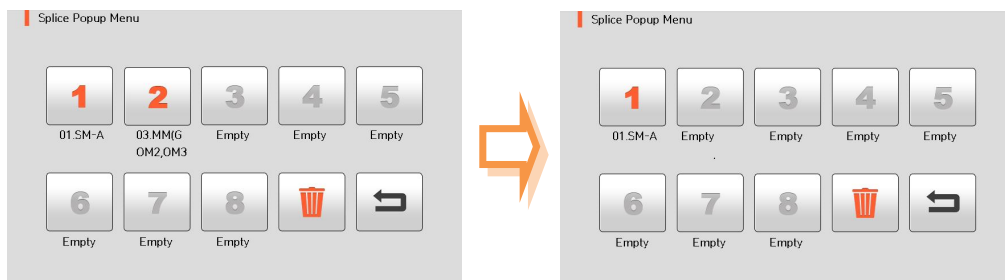 Splice Popup Menu
1 2 3 4 5
01.SM-A 03.MM(G Empty Empty Empty
OM2,OM3
6 7 8
Empty Empty Empty
Splice Popup Menu
1 2 3 4 5
01.SM-A Empty Empty Empty Empty
.
6 7 8
Empty Empty Empty